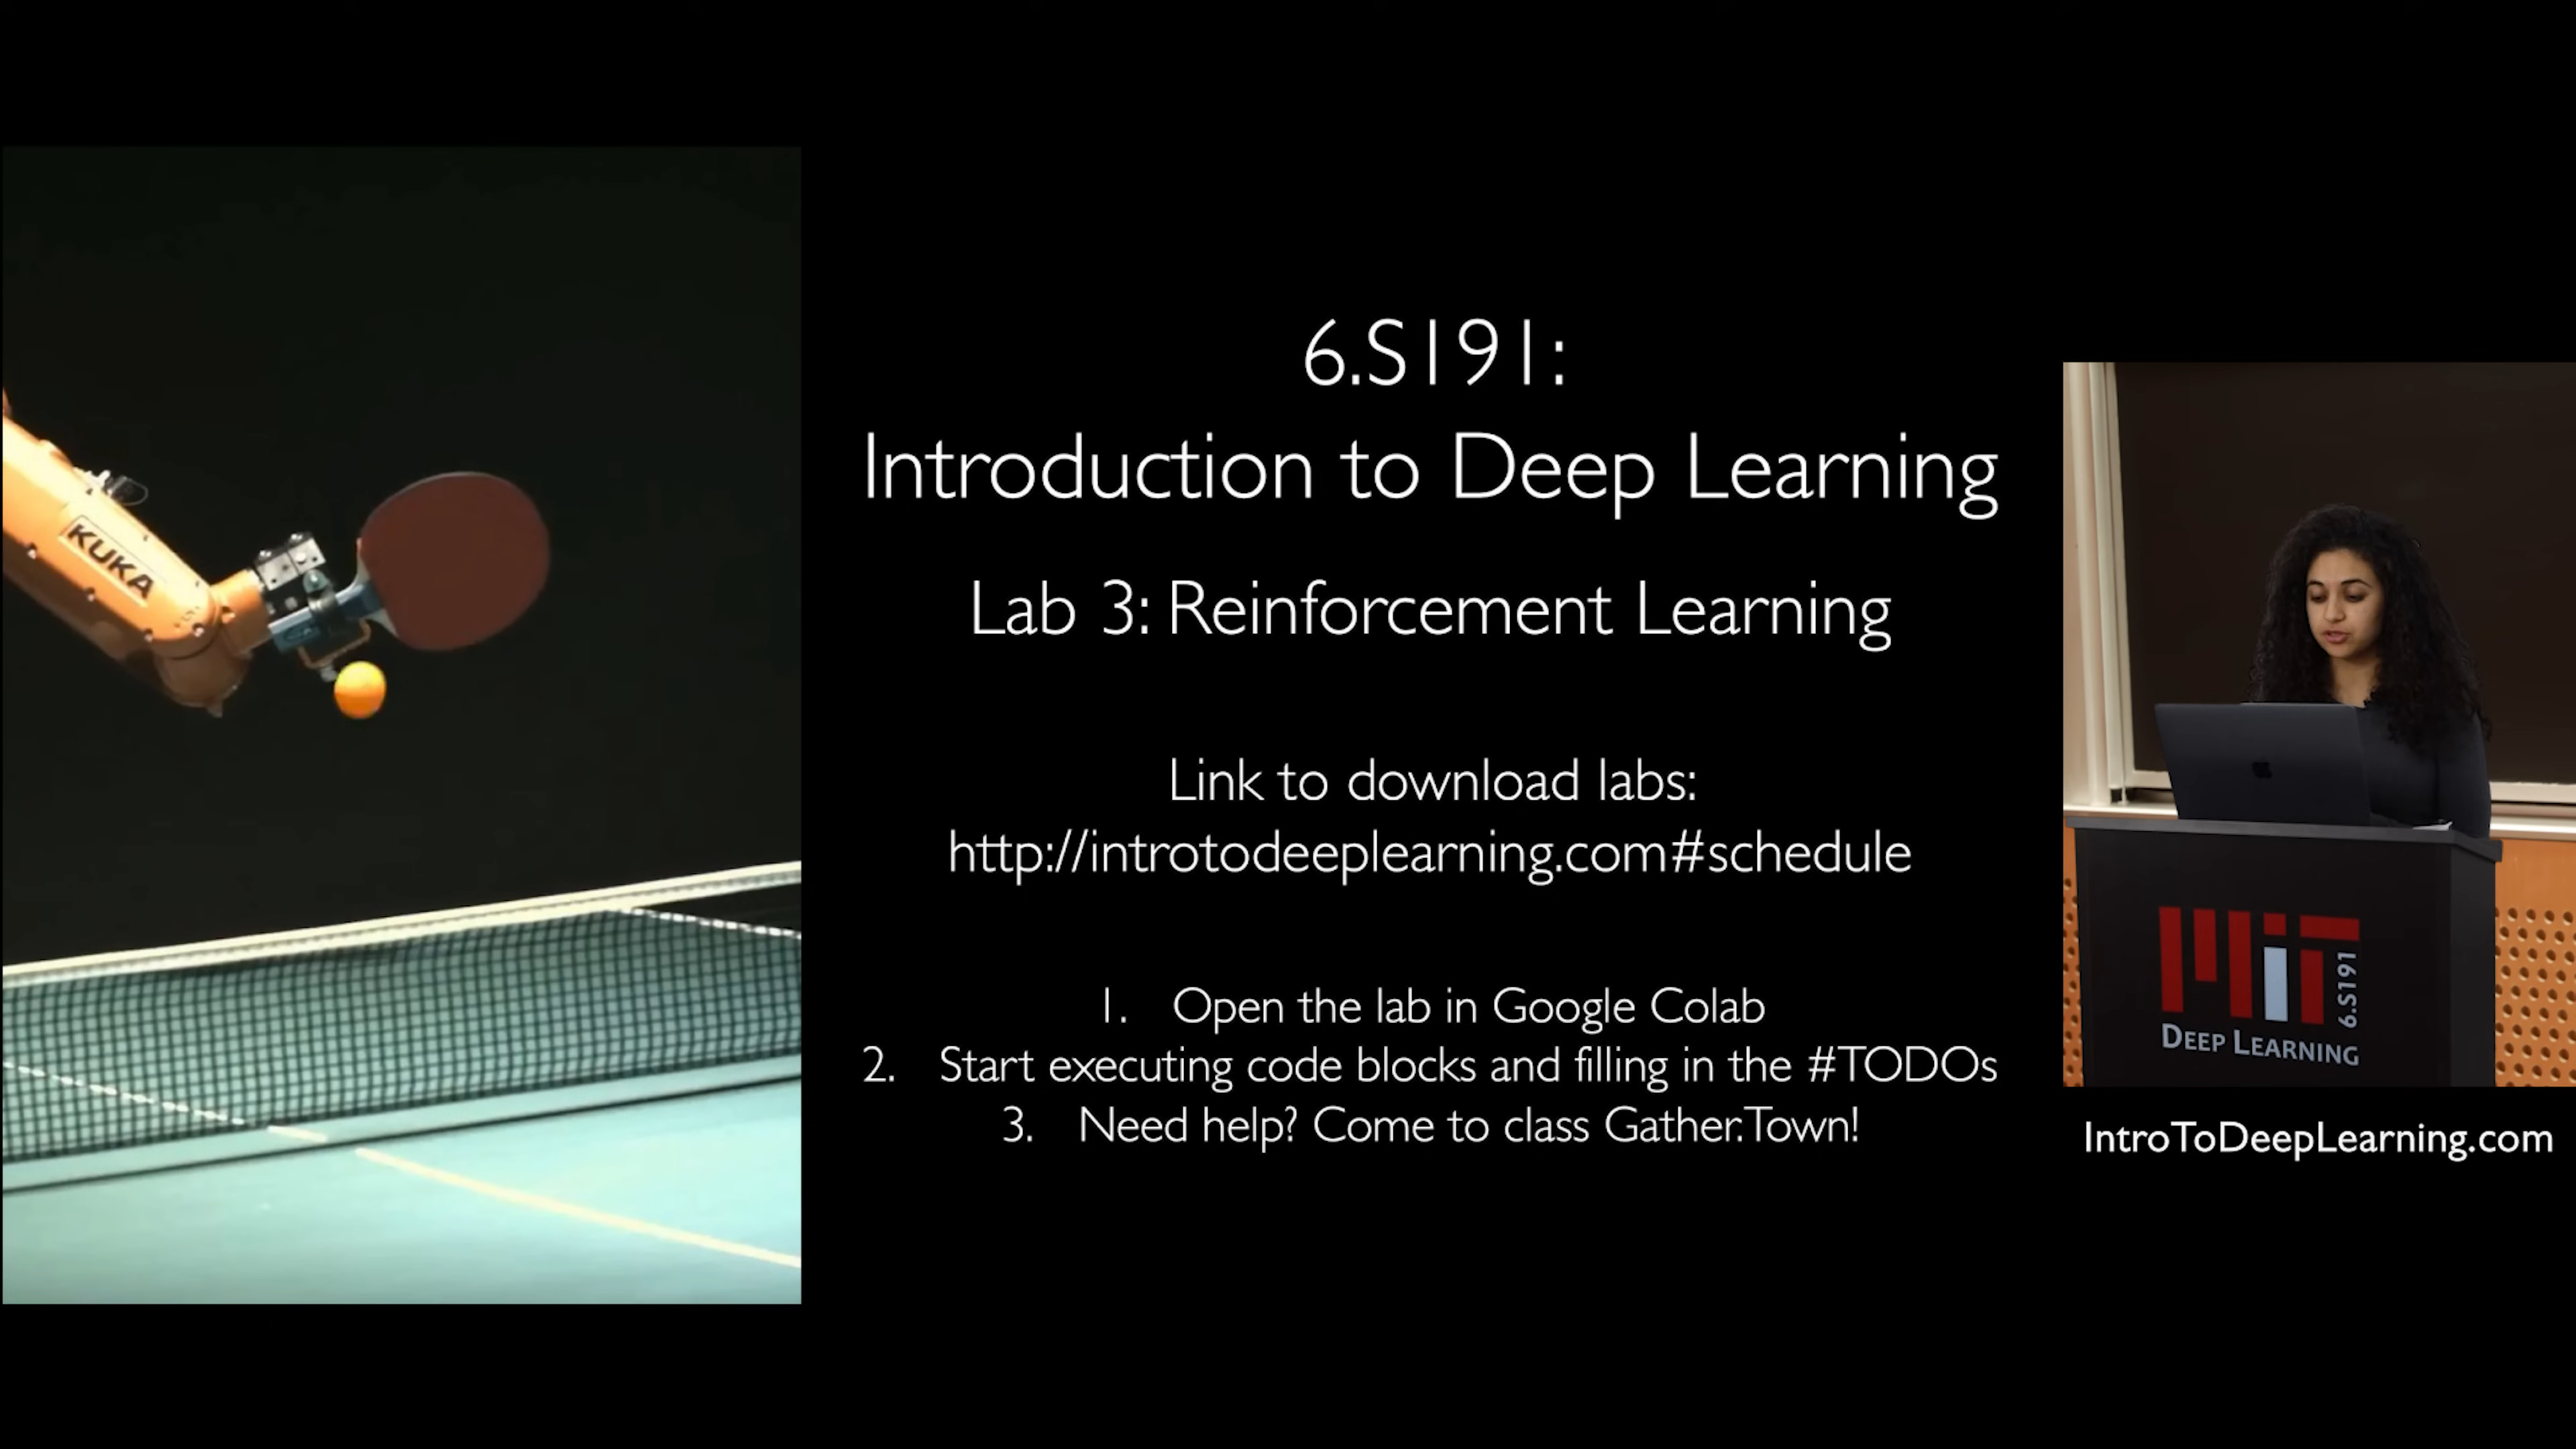 KUKA
6.S191:
Introduction to Deep Learning
Lab 3: Reinforcement Learning
Link to download labs:
http://introtodeeplearning.com#schedule
1. Open the lab in Google Colab
2. Start executing code blocks and filling in the #TODOs
3. Need help? Come to class Gather.Town!
MIT
6.S191
DEEP LEARNING
IntroToDeepLearning.com